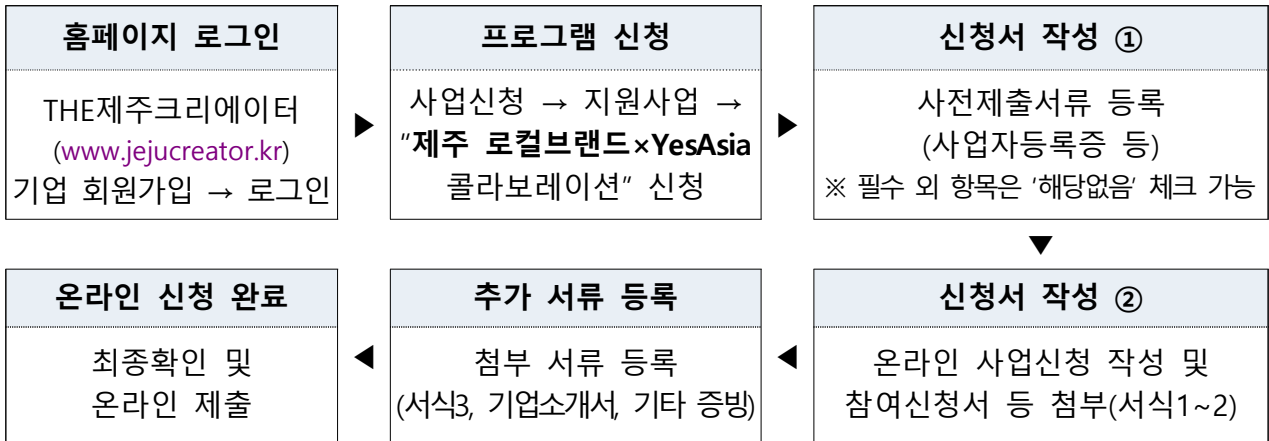 홈페이지 로그인
THE제주크리에이터
(www.jejucreator.kr)
기업 회원가입 → 로그인
▶
프로그램 신청
사업신청 → 지원사업 →
"제주 로컬브랜드×YesAsia
콜라보레이션" 신청
▶
신청서 작성 ①
사전제출서류 등록
(사업자등록증 등)
※ 필수 외 항목은 '해당없음' 체크 가능
▼
신청서 작성 ②
온라인 사업신청 작성 및
참여신청서 등 첨부(서식1~2)
◀
추가 서류 등록
첨부 서류 등록
(서식3, 기업소개서, 기타 증빙)
◀
온라인 신청 완료
최종확인 및
온라인 제출